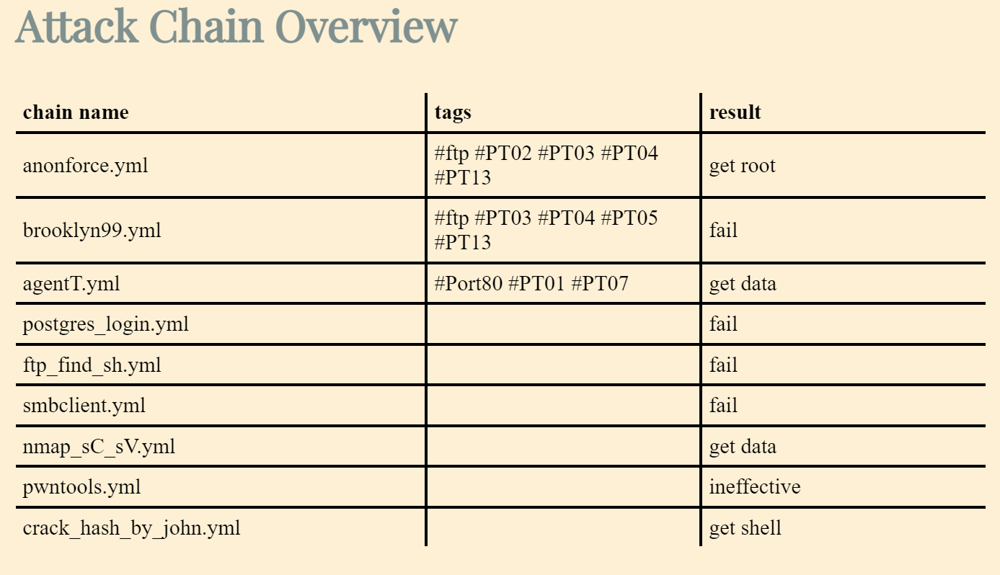 Attack Chain Overview
chain name tags result
#ftp #PT02 #PT03 #PT04
anonforce.yml get root
#PT13
#ftp #PT03 #PT04 #PT05
brooklyn99.yml fail
#PT13
agentT.yml #Port80 #PT01 #PT07 get data
postgres_login.yml fail
ftp_find_sh.yml fail
smbclient.yml fail
nmap_sC_sV.yml get data
pwntools.yml ineffective
crack_hash_by_john.yml get shell